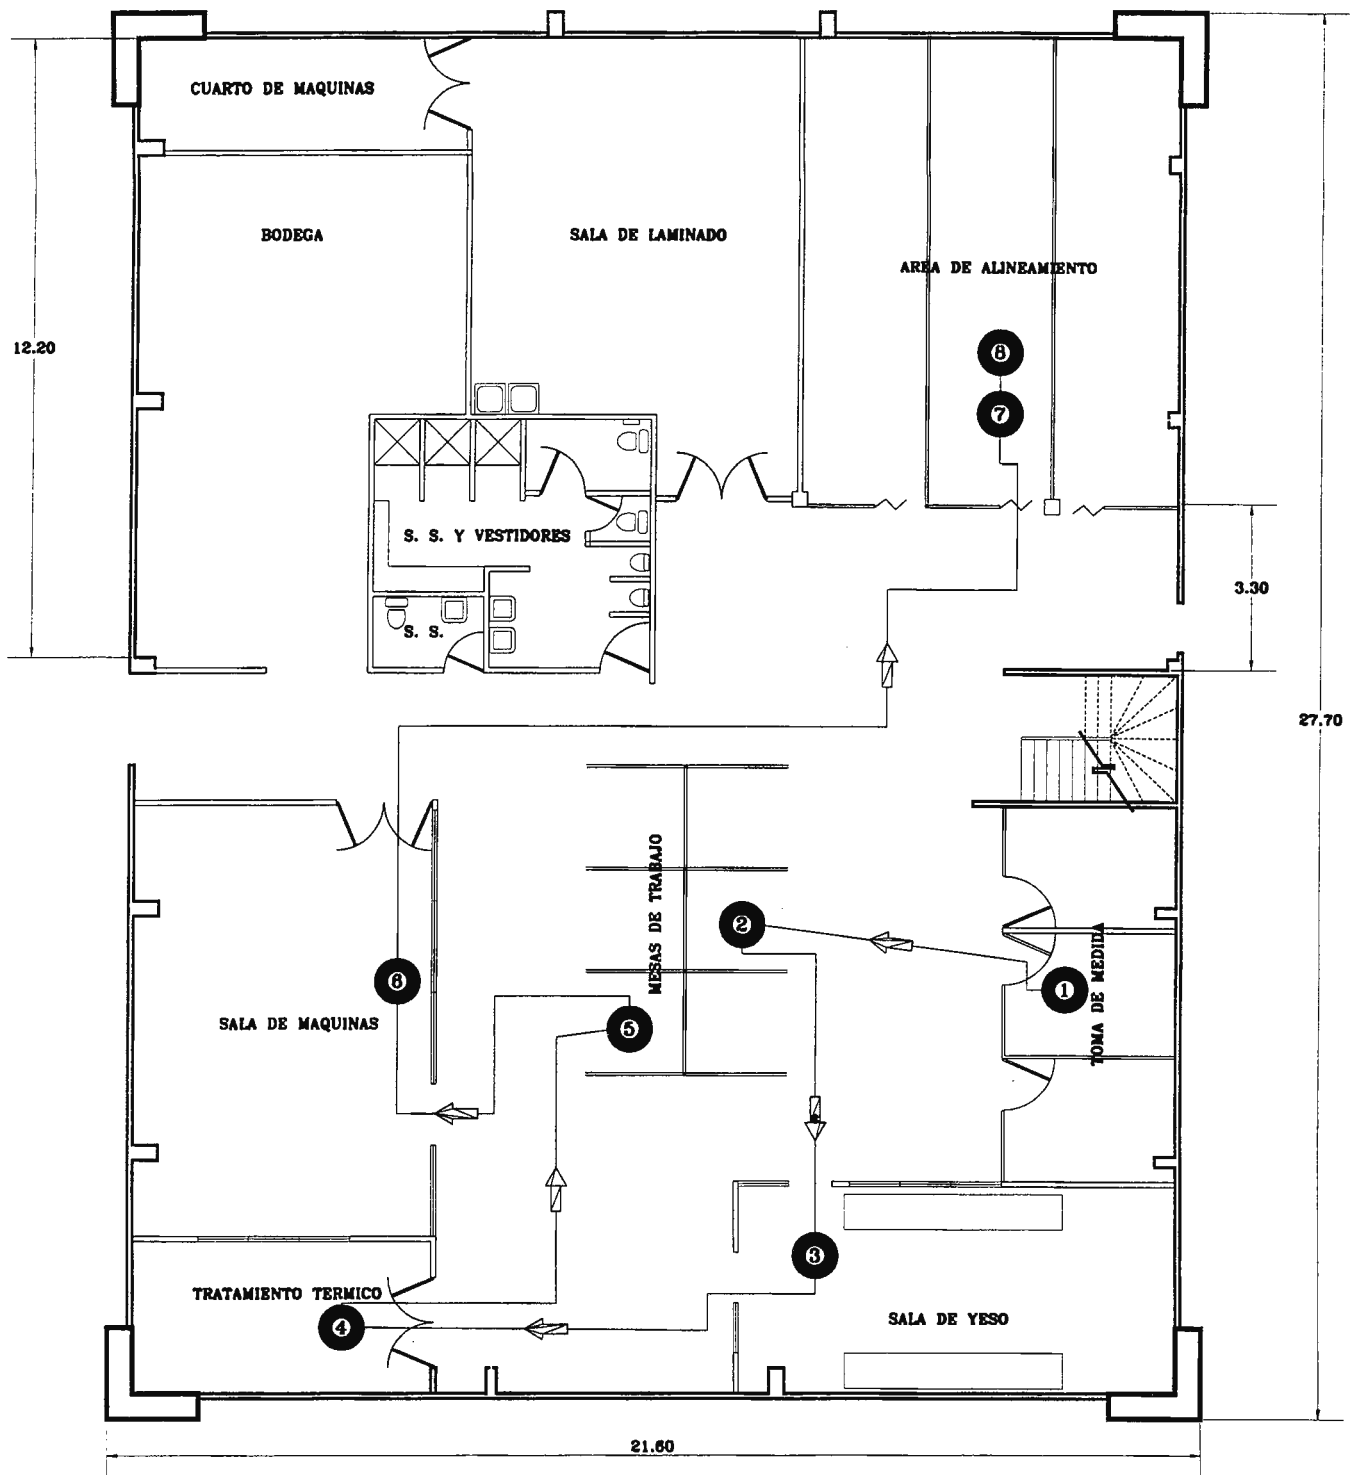 CUARTO DE MAQUINAS
BODEGA
SALA DE LAMINADO
AREA DE ALINEAMIENTO
12.20
8
7
S. S. Y VESTIDORES
3.30
S. S.
27.70
MESAS DE TRABAJO
2
TOMA DE MEDIDA
1
6
SALA DE MAQUINAS
5
3
TRATAMIENTO TERMICO
4
SALA DE YESO
21.60